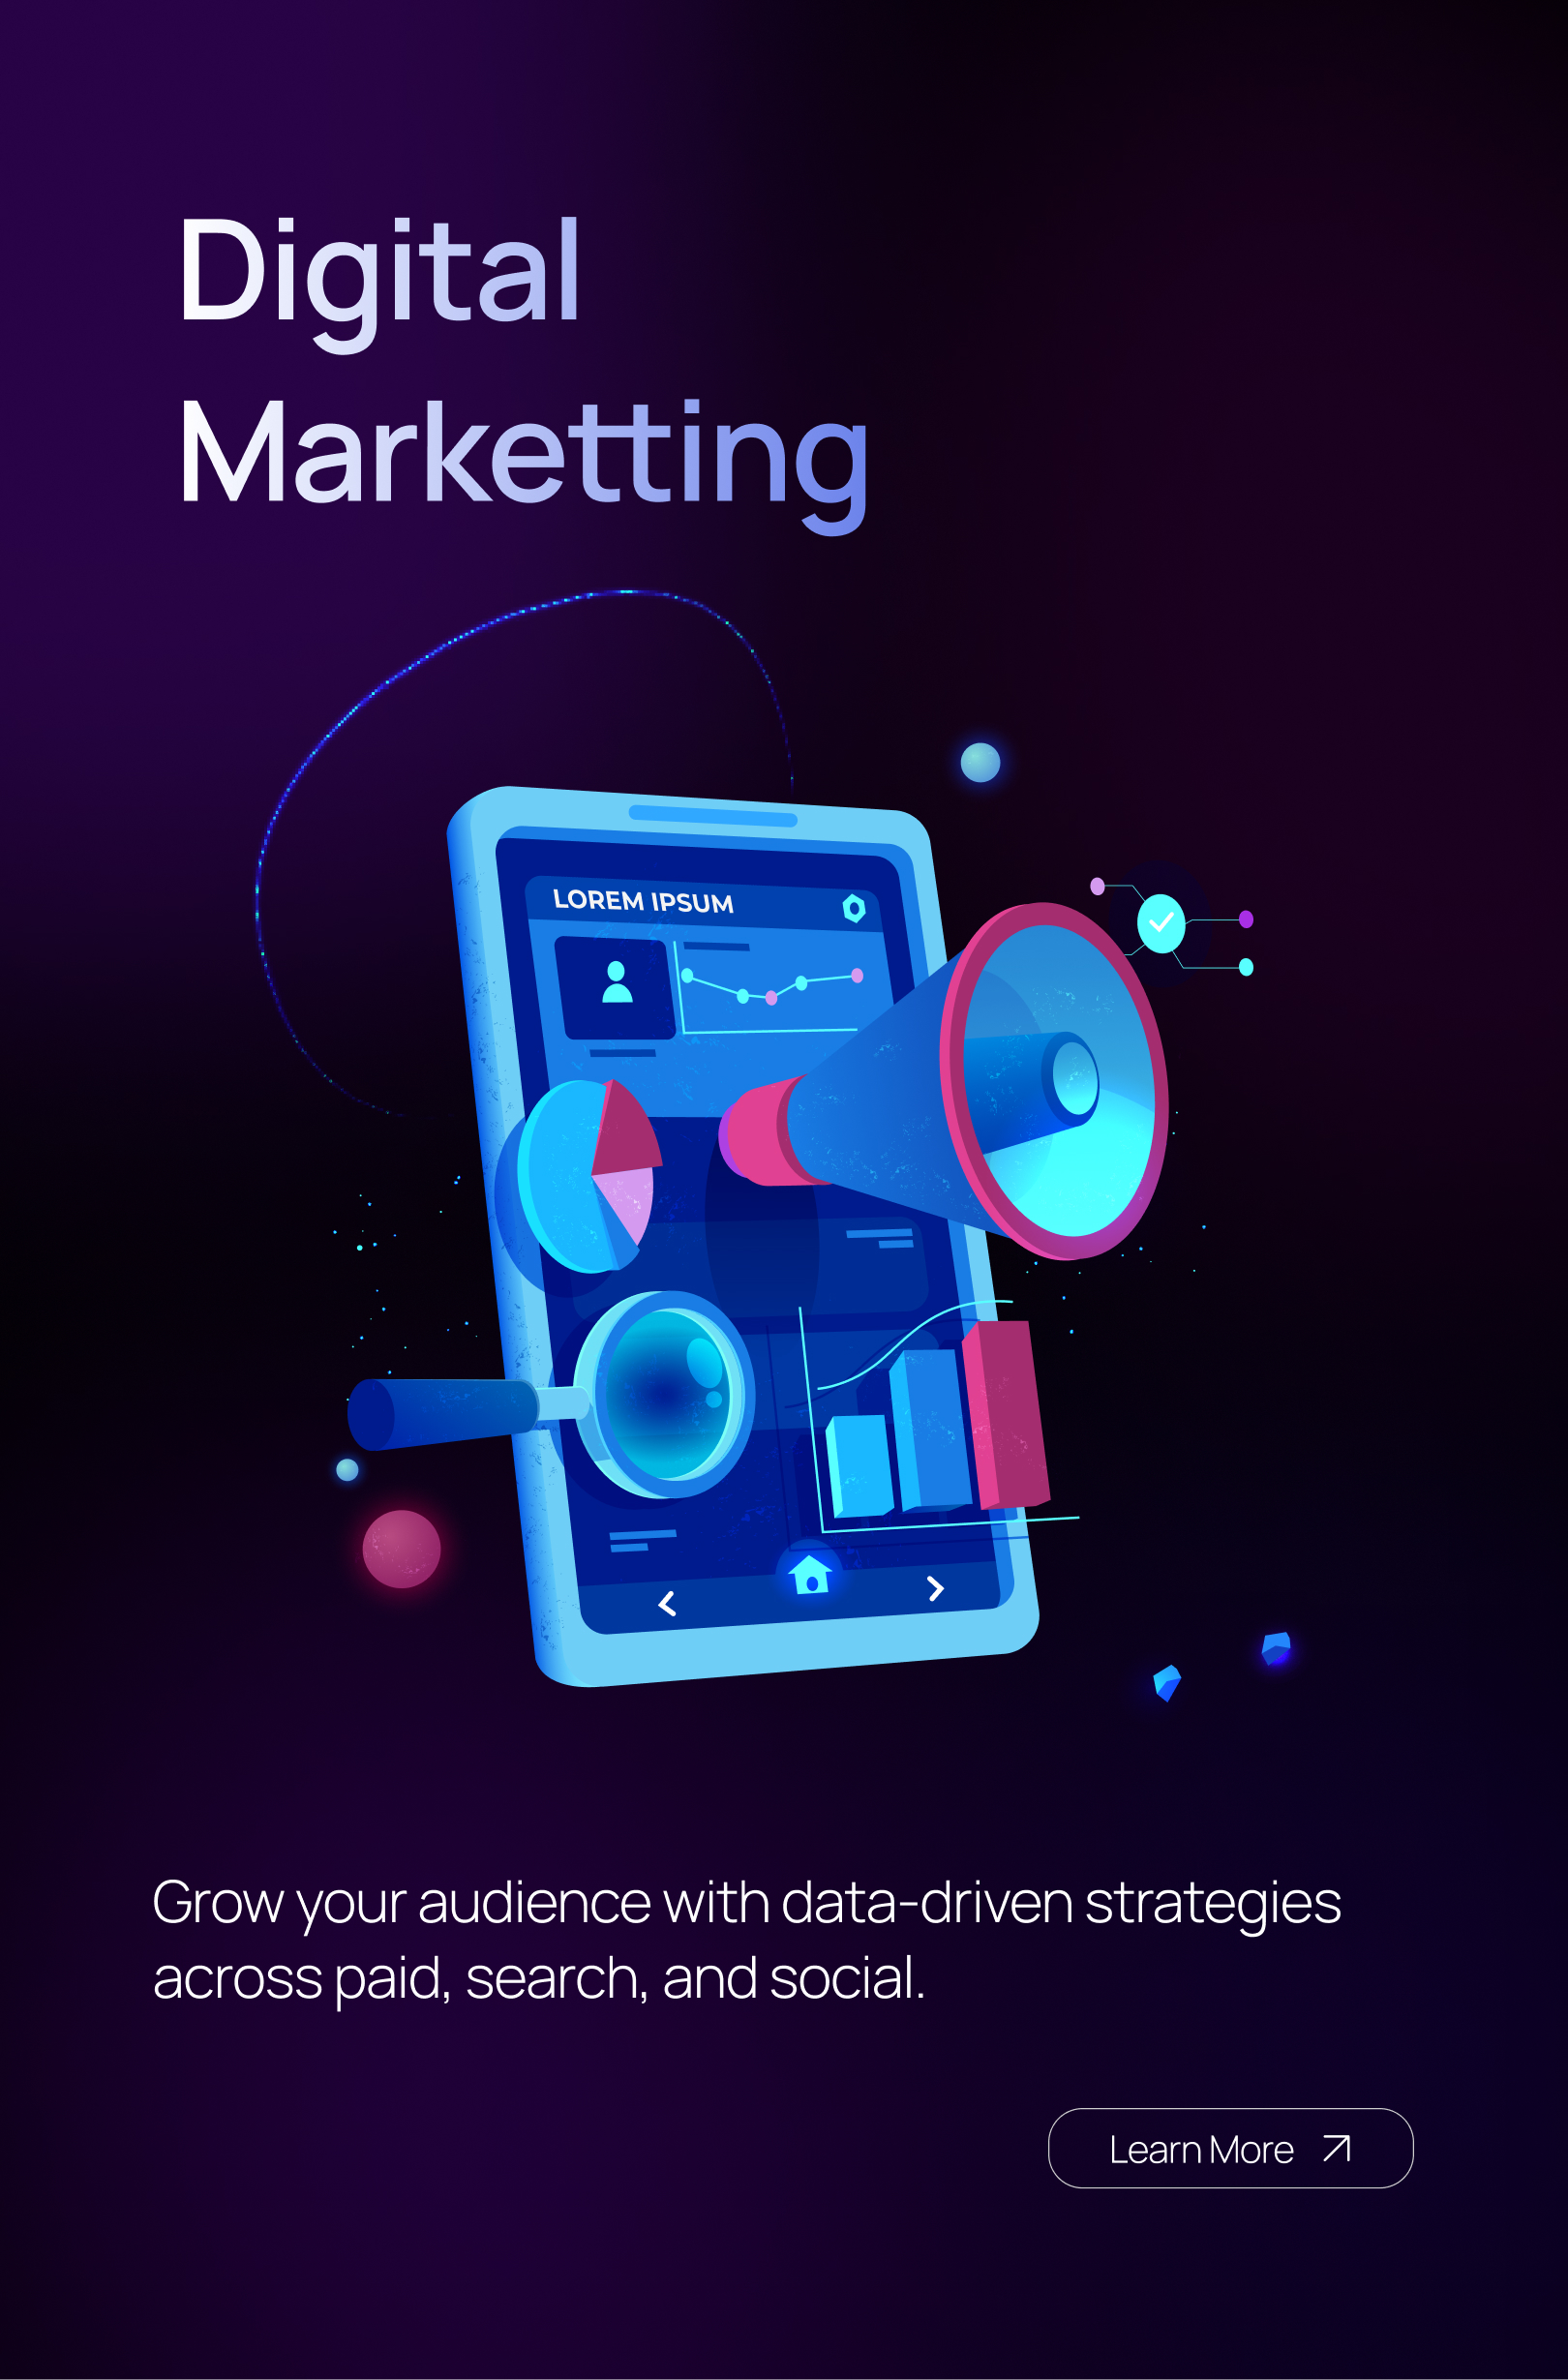 Digital
Marketting
LOREM IPSUM
Grow your audience with data-driven strategies
across paid, search, and social.
Learn More